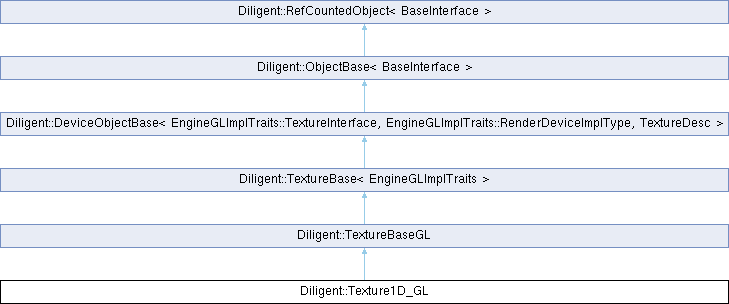 Diligent::RefCountedObject< BaseInterface >
Diligent::ObjectBase< BaseInterface >
Diligent::DeviceObjectBase< EngineGLImplTraits::TextureInterface, EngineGLImplTraits::RenderDeviceImplType, TextureDesc >
Diligent::TextureBase< EngineGLImplTraits >
Diligent::TextureBaseGL
Diligent::Texture1D_GL